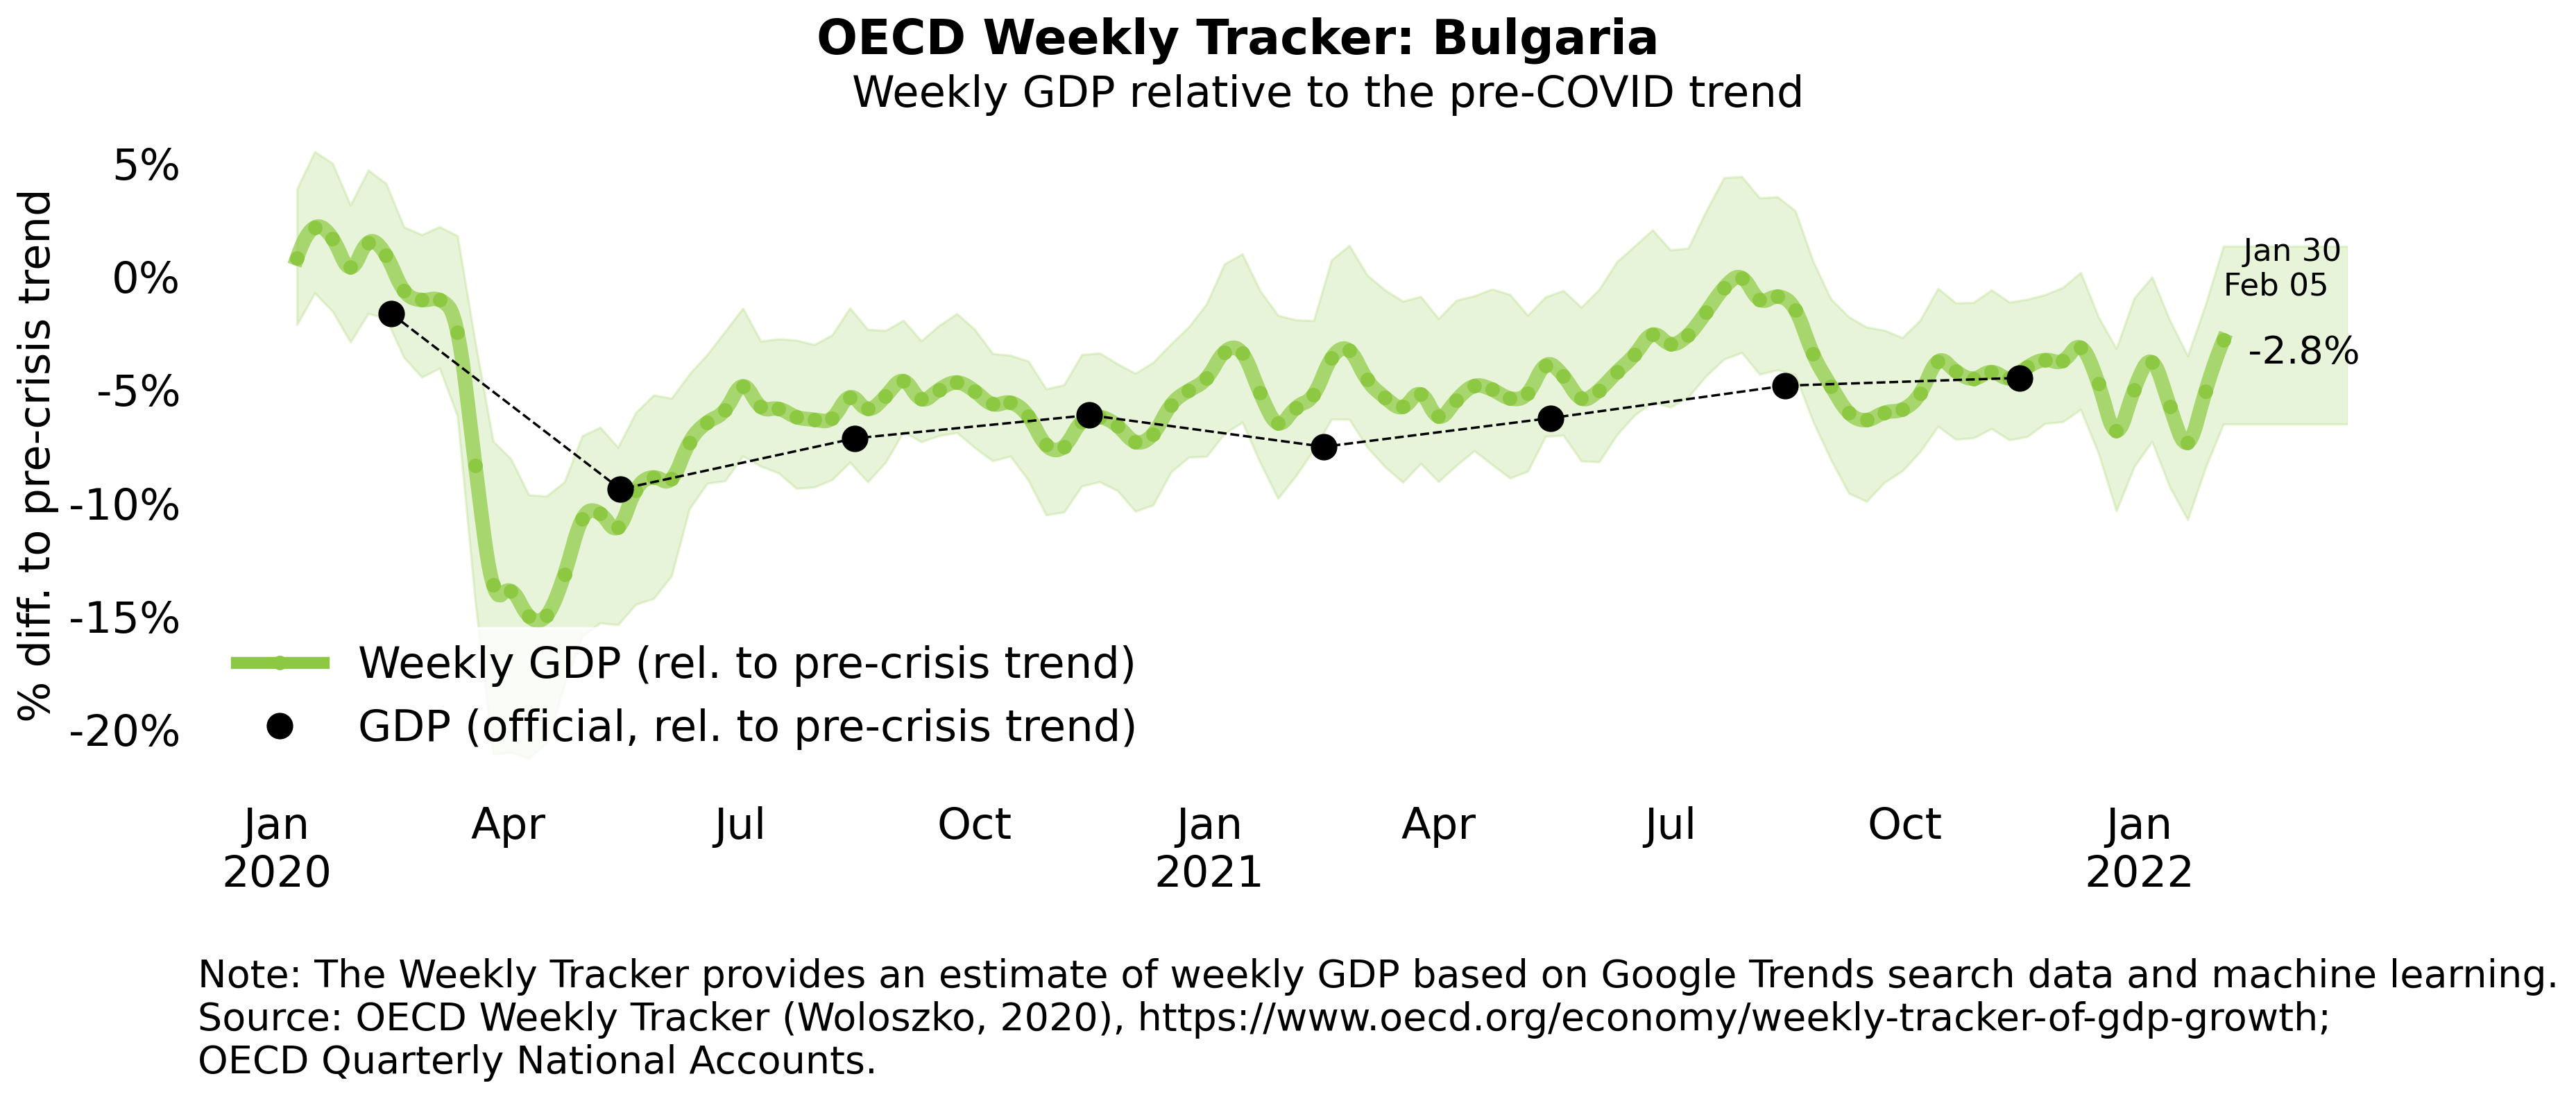 OECD Weekly Tracker: Bulgaria
Weekly GDP relative to the pre-COVID trend
% diff. to pre-crisis trend
5%
0%
-5%
-10%
-15%
-20%
Jan 30
Feb 05
-2.8%
Weekly GDP (rel. to pre-crisis trend)
GDP (official, rel. to pre-crisis trend)
Jan
2020
Apr
Jul
Oct
Jan
2021
Apr
Jul
Oct
Jan
2022
Note: The Weekly Tracker provides an estimate of weekly GDP based on Google Trends search data and machine learning.
Source: OECD Weekly Tracker (Woloszko, 2020), https://www.oecd.org/economy/weekly-tracker-of-gdp-growth;
OECD Quarterly National Accounts.